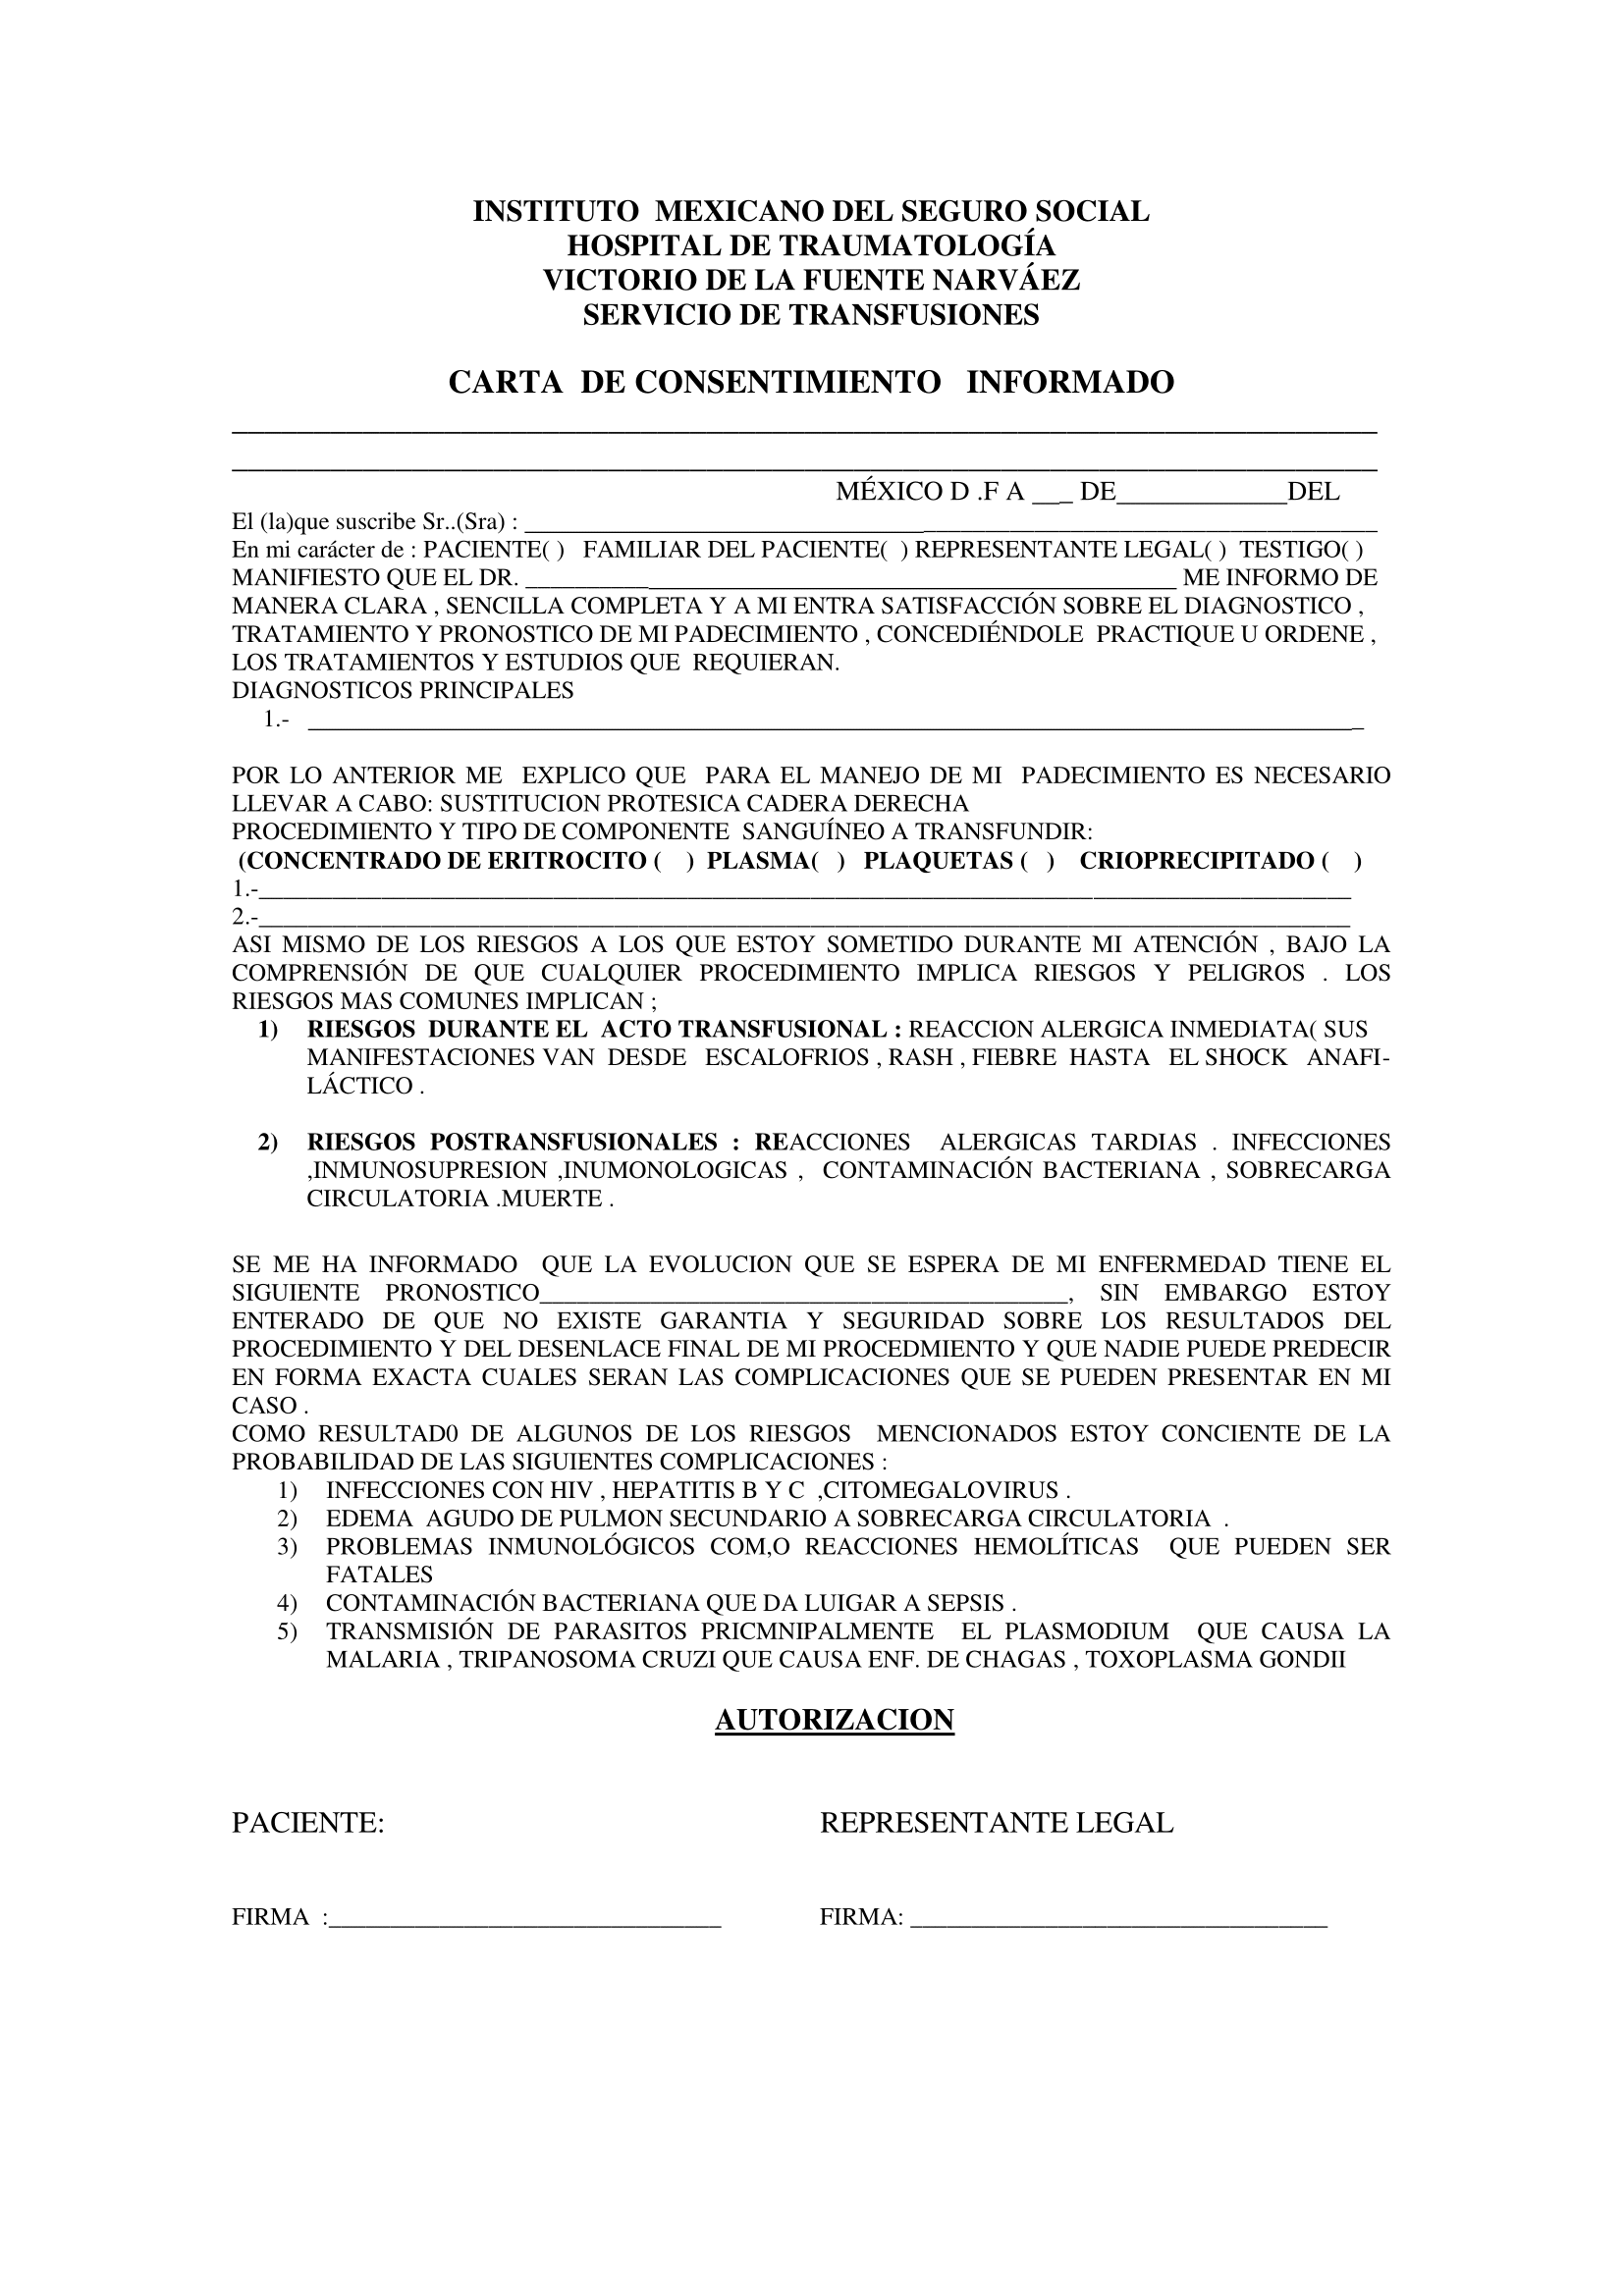 INSTITUTO MEXICANO DEL SEGURO SOCIAL
HOSPITAL DE TRAUMATOLOGÍA
VICTORIO DE LA FUENTE NARVÁEZ
SERVICIO DE TRANSFUSIONES
CARTA DE CONSENTIMIENTO INFORMADO
______________________________________________________________________
______________________________________________________________________
MÉXICO D .F A ___ DE____________DEL
El (la)que suscribe Sr..(Sra) : ______________________________________________________________________
En mi carácter de : PACIENTE( ) FAMILIAR DEL PACIENTE( ) REPRESENTANTE LEGAL( ) TESTIGO( )
MANIFIESTO QUE EL DR. _____________________________________________________ ME INFORMO DE
MANERA CLARA , SENCILLA COMPLETA Y A MI ENTRA SATISFACCIÓN SOBRE EL DIAGNOSTICO ,
TRATAMIENTO Y PRONOSTICO DE MI PADECIMIENTO , CONCEDIÉNDOLE PRACTIQUE U ORDENE ,
LOS TRATAMIENTOS Y ESTUDIOS QUE REQUIERAN.
DIAGNOSTICOS PRINCIPALES
1.- ______________________________________________________________________________________
POR LO ANTERIOR ME EXPLICO QUE PARA EL MANEJO DE MI PADECIMIENTO ES NECESARIO
LLEVAR A CABO: SUSTITUCION PROTESICA CADERA DERECHA
PROCEDIMIENTO Y TIPO DE COMPONENTE SANGUÍNEO A TRANSFUNDIR:
(CONCENTRADO DE ERITROCITO ( ) PLASMA( ) PLAQUETAS ( ) CRIOPRECIPITADO ( )
1.-_________________________________________________________________________________________
2.-_________________________________________________________________________________________
ASI MISMO DE LOS RIESGOS A LOS QUE ESTOY SOMETIDO DURANTE MI ATENCIÓN , BAJO LA
COMPRENSIÓN DE QUE CUALQUIER PROCEDIMIENTO IMPLICA RIESGOS Y PELIGROS . LOS
RIESGOS MAS COMUNES IMPLICAN ;
1) RIESGOS DURANTE EL ACTO TRANSFUSIONAL : REACCION ALERGICA INMEDIATA( SUS
MANIFESTACIONES VAN DESDE ESCALOFRIOS , RASH , FIEBRE HASTA EL SHOCK ANAFI-
LÁCTICO .
2) RIESGOS POSTRANSFUSIONALES : REACCIONES ALERGICAS TARDIAS . INFECCIONES
,INMUNOSUPRESION ,INUMONOLOGICAS , CONTAMINACIÓN BACTERIANA , SOBRECARGA
CIRCULATORIA .MUERTE .
SE ME HA INFORMADO QUE LA EVOLUCION QUE SE ESPERA DE MI ENFERMEDAD TIENE EL
SIGUIENTE PRONOSTICO___________________________________________, SIN EMBARGO ESTOY
ENTERADO DE QUE NO EXISTE GARANTIA Y SEGURIDAD SOBRE LOS RESULTADOS DEL
PROCEDIMIENTO Y DEL DESENLACE FINAL DE MI PROCEDMIENTO Y QUE NADIE PUEDE PREDECIR
EN FORMA EXACTA CUALES SERAN LAS COMPLICACIONES QUE SE PUEDEN PRESENTAR EN MI
CASO .
COMO RESULTAD0 DE ALGUNOS DE LOS RIESGOS MENCIONADOS ESTOY CONCIENTE DE LA
PROBABILIDAD DE LAS SIGUIENTES COMPLICACIONES :
1) INFECCIONES CON HIV , HEPATITIS B Y C ,CITOMEGALOVIRUS .
2) EDEMA AGUDO DE PULMON SECUNDARIO A SOBRECARGA CIRCULATORIA .
3) PROBLEMAS INMUNOLÓGICOS COM,O REACCIONES HEMOLÍTICAS QUE PUEDEN SER
FATALES
4) CONTAMINACIÓN BACTERIANA QUE DA LUIGAR A SEPSIS .
5) TRANSMISIÓN DE PARASITOS PRICMNIPALMENTE EL PLASMODIUM QUE CAUSA LA
MALARIA , TRIPANOSOMA CRUZI QUE CAUSA ENF. DE CHAGAS , TOXOPLASMA GONDII
AUTORIZACION
PACIENTE: REPRESENTANTE LEGAL
FIRMA :________________________________ FIRMA: __________________________________